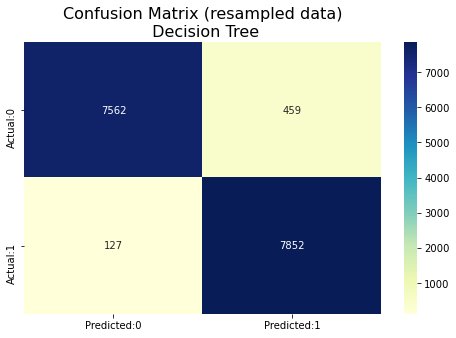 Confusion Matrix (resampled data)
Decision Tree
Actual:0
7562
459
Actual:1
127
7852
Predicted:0
Predicted:1
7000
6000
5000
4000
3000
2000
1000